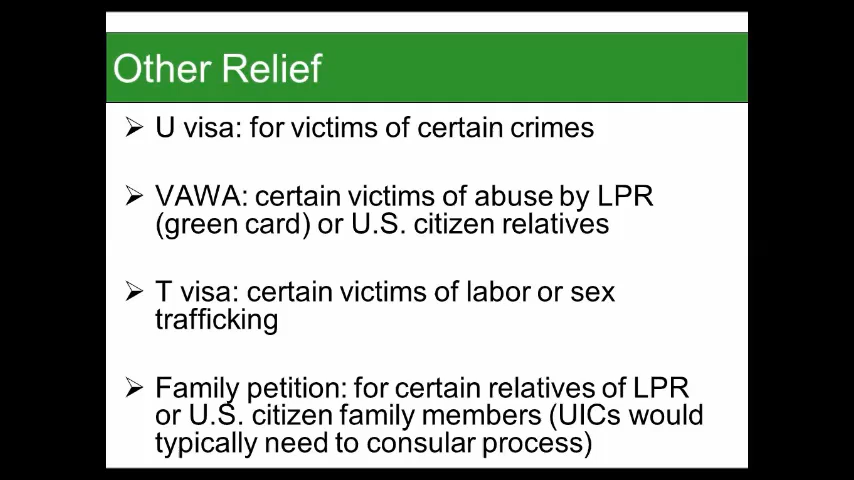 Other Relief
➢ U visa: for victims of certain crimes
➢ VAWA: certain victims of abuse by LPR
(green card) or U.S. citizen relatives
➢ T visa: certain victims of labor or sex
trafficking
➢ Family petition: for certain relatives of LPR
or U.S. citizen family members (UICs would
typically need to consular process)